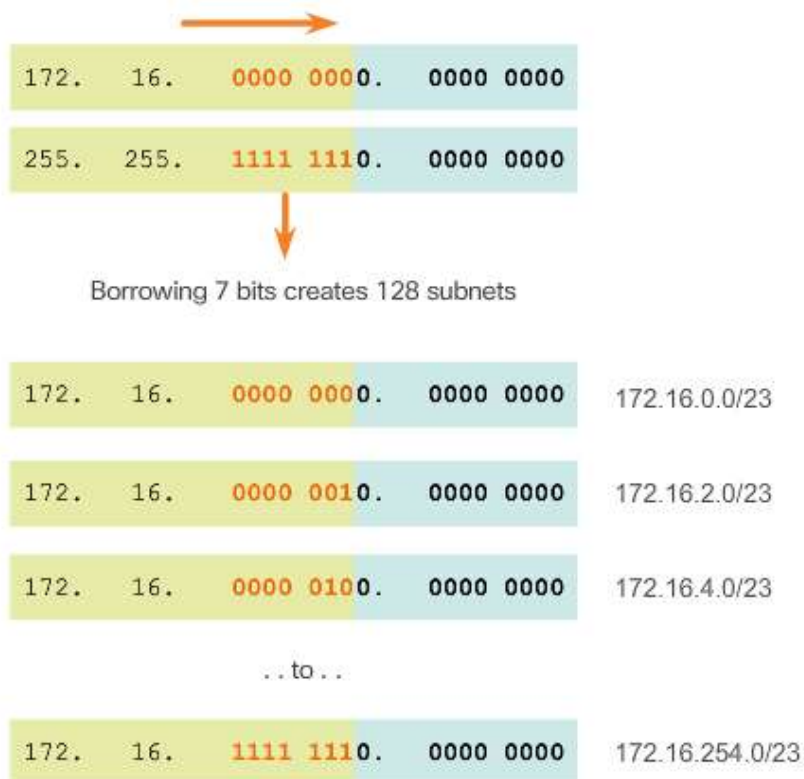 172. 16. 0000 0000. 0000 0000
255. 255. 1111 1110. 0000 0000
Borrowing 7 bits creates 128 subnets
172. 16. 0000 0000. 0000 0000 172.16.0.0/23
172. 16. 0000 0010. 0000 0000 172.16.2.0/23
172. 16. 0000 0100. 0000 0000 172.16.4.0/23
. . to . .
172. 16. 1111 1110. 0000 0000 172.16.254.0/23